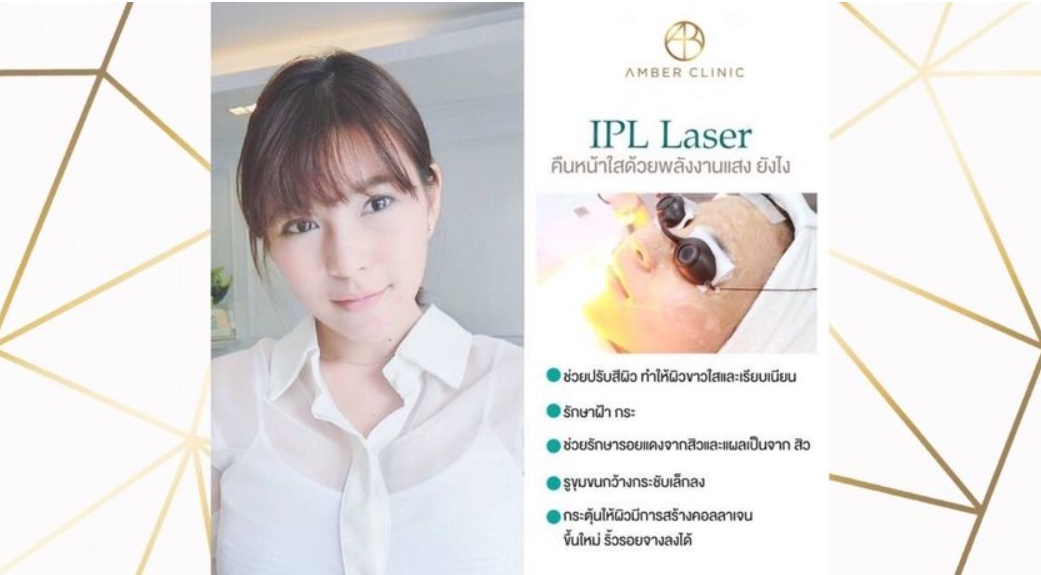 AMBER CLINIC
IPL Laser
คืนหน้าใสด้วยพลังงานแสง ยังไง
ช่วยปรับสีผิว ทำให้ผิวขาวใสและเรียบเนียน
รักษาฝ้า กระ
ช่วยรักษารอยแดงจากสิวและแผลเป็นจาก สิว
รูขุมขนกว้างกระชับเล็กลง
กระตุ้นให้ผิวมีการสร้างคอลลาเจน
ขึ้นใหม่ ริ้วรอยจางลงได้